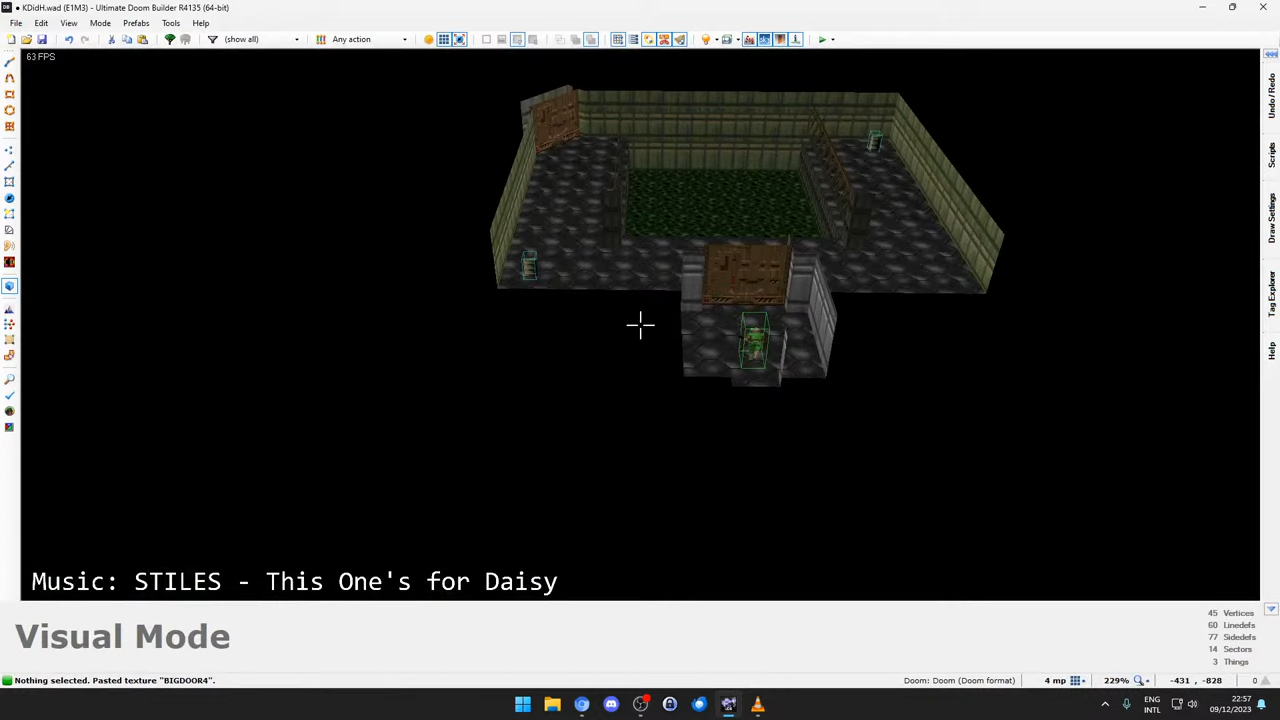 KDidH.wad (E1M3) - Ultimate Doom Builder R4135 (64-bit)
File Edit View Mode Prefabs Tools Help
(show all) Any action
63 FPS
Undo / Redo
Scripts
Draw Settings
Tag Explorer
Help
Music: STILES - This One's for Daisy
Visual Mode
45 Vertices
60 Linedefs
77 Sidedefs
14 Sectors
3 Things
Nothing selected. Pasted texture "BIGDOOR4". Doom: Doom (Doom format) 4 mp 229% -431 , -828 0
ENG
INTL
22:57
09/12/2023